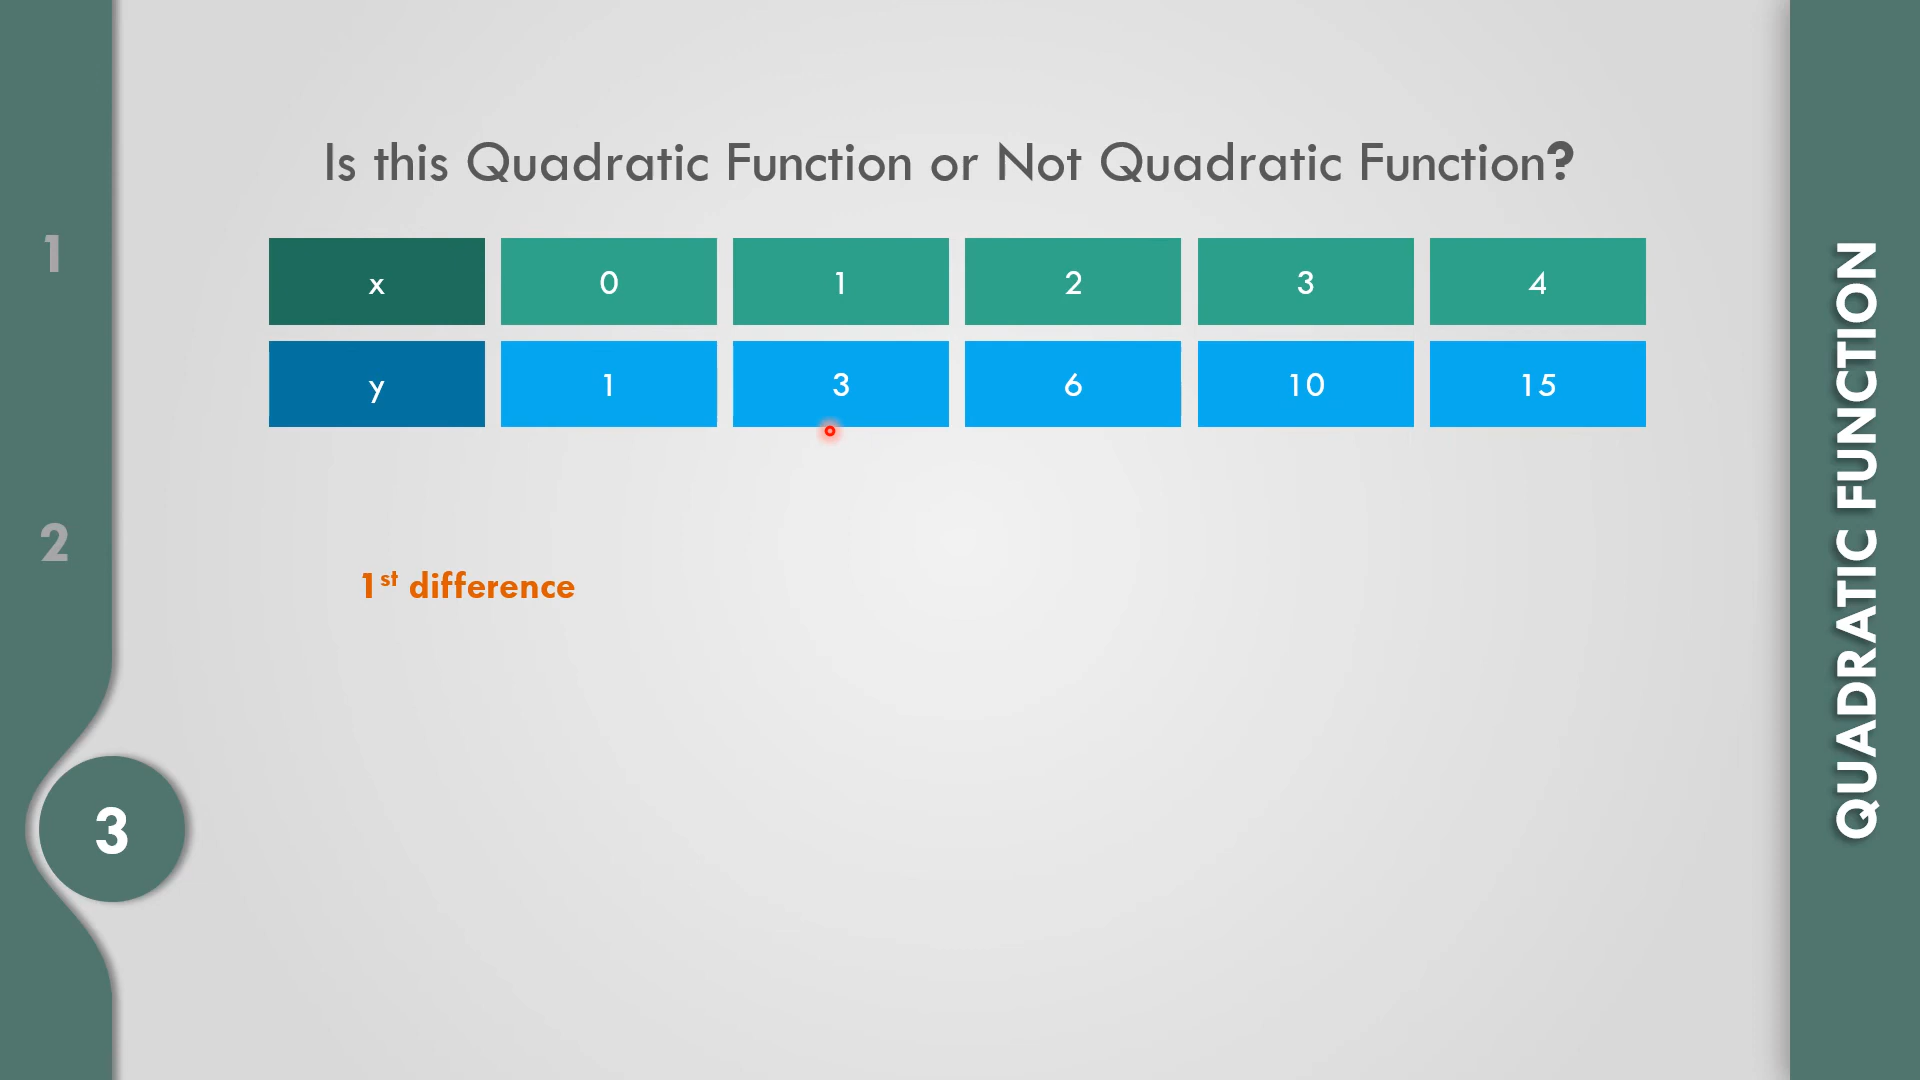 Is this Quadratic Function or Not Quadratic Function?
x 0 1 2 3 4
y 1 3 6 10 15
1st difference
1
2
3
QUADRATIC FUNCTION